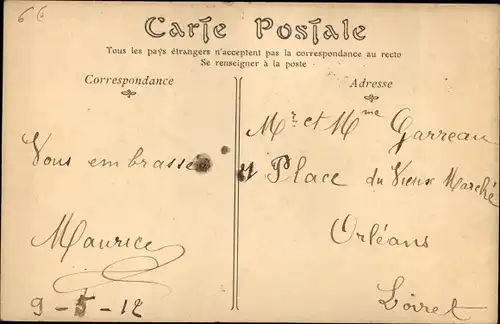 66
Carte Postale
Tous les pays étrangers n'acceptent pas la correspondance au recto
Se renseigner à la poste
Correspondance
Vous embrasse
Maurice
9-5-12
Adresse
Mr et Mme Garreau
Place du Vieux Marché
Orléans
Loiret